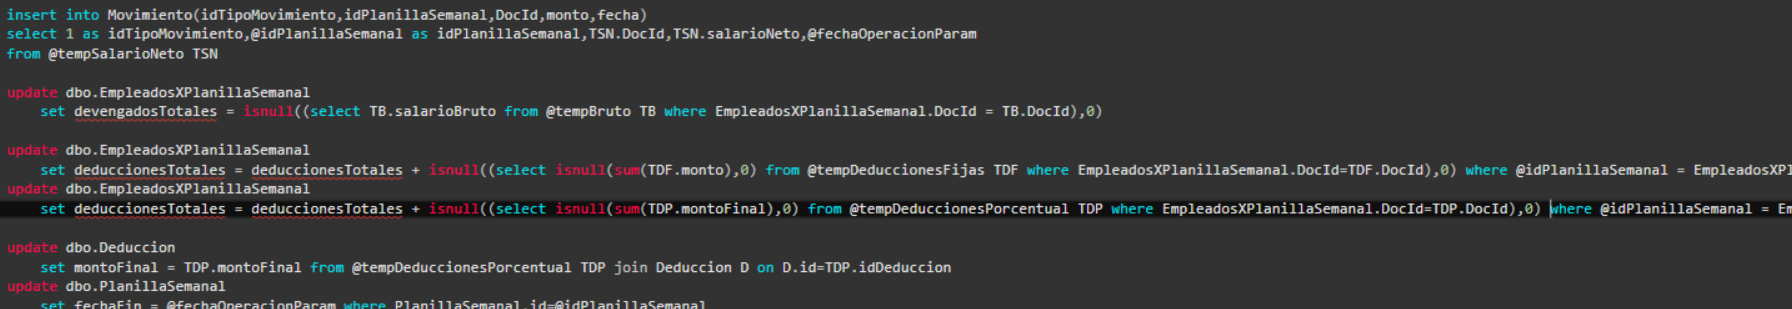 insert into Movimiento(idTipoMovimiento,idPlanillaSemanal,DocId,monto,fecha)
select 1 as idTipoMovimiento,@idPlanillaSemanal as idPlanillaSemanal,TSN.DocId,TSN.salarioNeto,@fechaOperacionParam
from @tempSalarioNeto TSN
update dbo.EmpleadosXPlanillaSemanal
set devengadosTotales = isnull((select TB.salarioBruto from @tempBruto TB where EmpleadosXPlanillaSemanal.DocId = TB.DocId),0)
update dbo.EmpleadosXPlanillaSemanal
set deduccionesTotales = deduccionesTotales + isnull((select isnull(sum(TDF.monto),0) from @tempDeduccionesFijas TDF where EmpleadosXPlanillaSemanal.DocId=TDF.DocId),0) where @idPlanillaSemanal = EmpleadosXPl
update dbo.EmpleadosXPlanillaSemanal
set deduccionesTotales = deduccionesTotales + isnull((select isnull(sum(TDP.montoFinal),0) from @tempDeduccionesPorcentual TDP where EmpleadosXPlanillaSemanal.DocId=TDP.DocId),0) where @idPlanillaSemanal = Em
update dbo.Deduccion
set montoFinal = TDP.montoFinal from @tempDeduccionesPorcentual TDP join Deduccion D on D.id=TDP.idDeduccion
update dbo.PlanillaSemanal
set fechaFin = @fechaOperacionParam where PlanillaSemanal.id=@idPlanillaSemanal